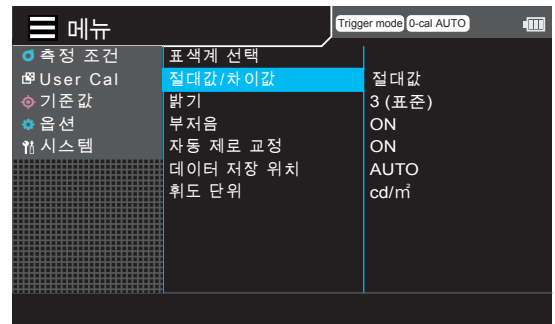 메뉴
Trigger mode 0-cal AUTO
측정 조건
User Cal
기준값
옵션
시스템
표색계 선택
절대값/차이값 절대값
밝기 3 (표준)
부저음 ON
자동 제로 교정 ON
데이터 저장 위치 AUTO
휘도 단위 cd/㎡